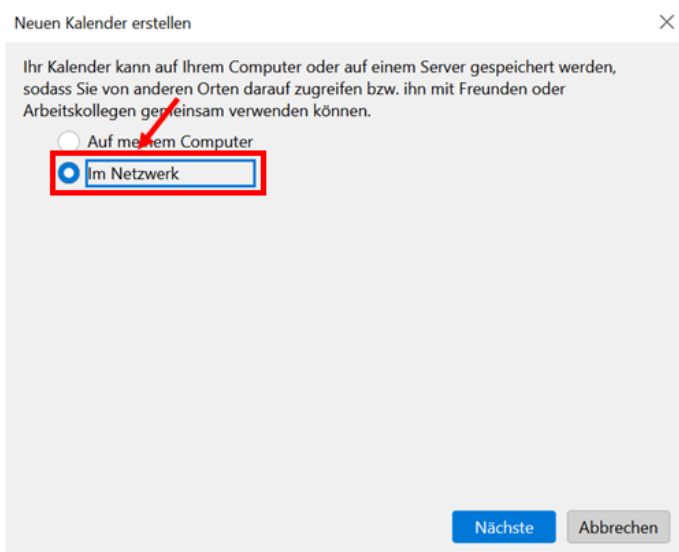 Neuen Kalender erstellen
Ihr Kalender kann auf Ihrem Computer oder auf einem Server gespeichert werden,
sodass Sie von anderen Orten darauf zugreifen bzw. ihn mit Freunden oder
Arbeitskollegen gemeinsam verwenden können.
Auf meinem Computer
Im Netzwerk
Nächste
Abbrechen